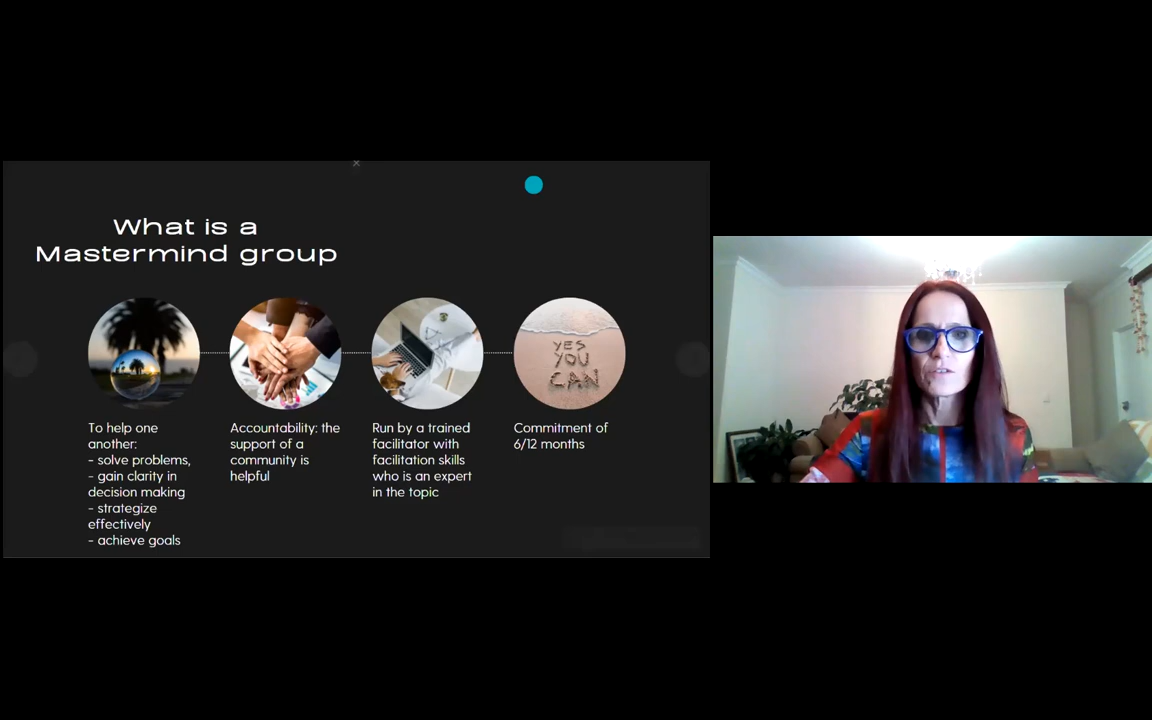 What is a
Mastermind group
YES
YOU
CAN
To help one
another:
- solve problems,
- gain clarity in
decision making
- strategize
effectively
- achieve goals
Accountability: the
support of a
community is
helpful
Run by a trained
facilitator with
facilitation skills
who is an expert
in the topic
Commitment of
6/12 months